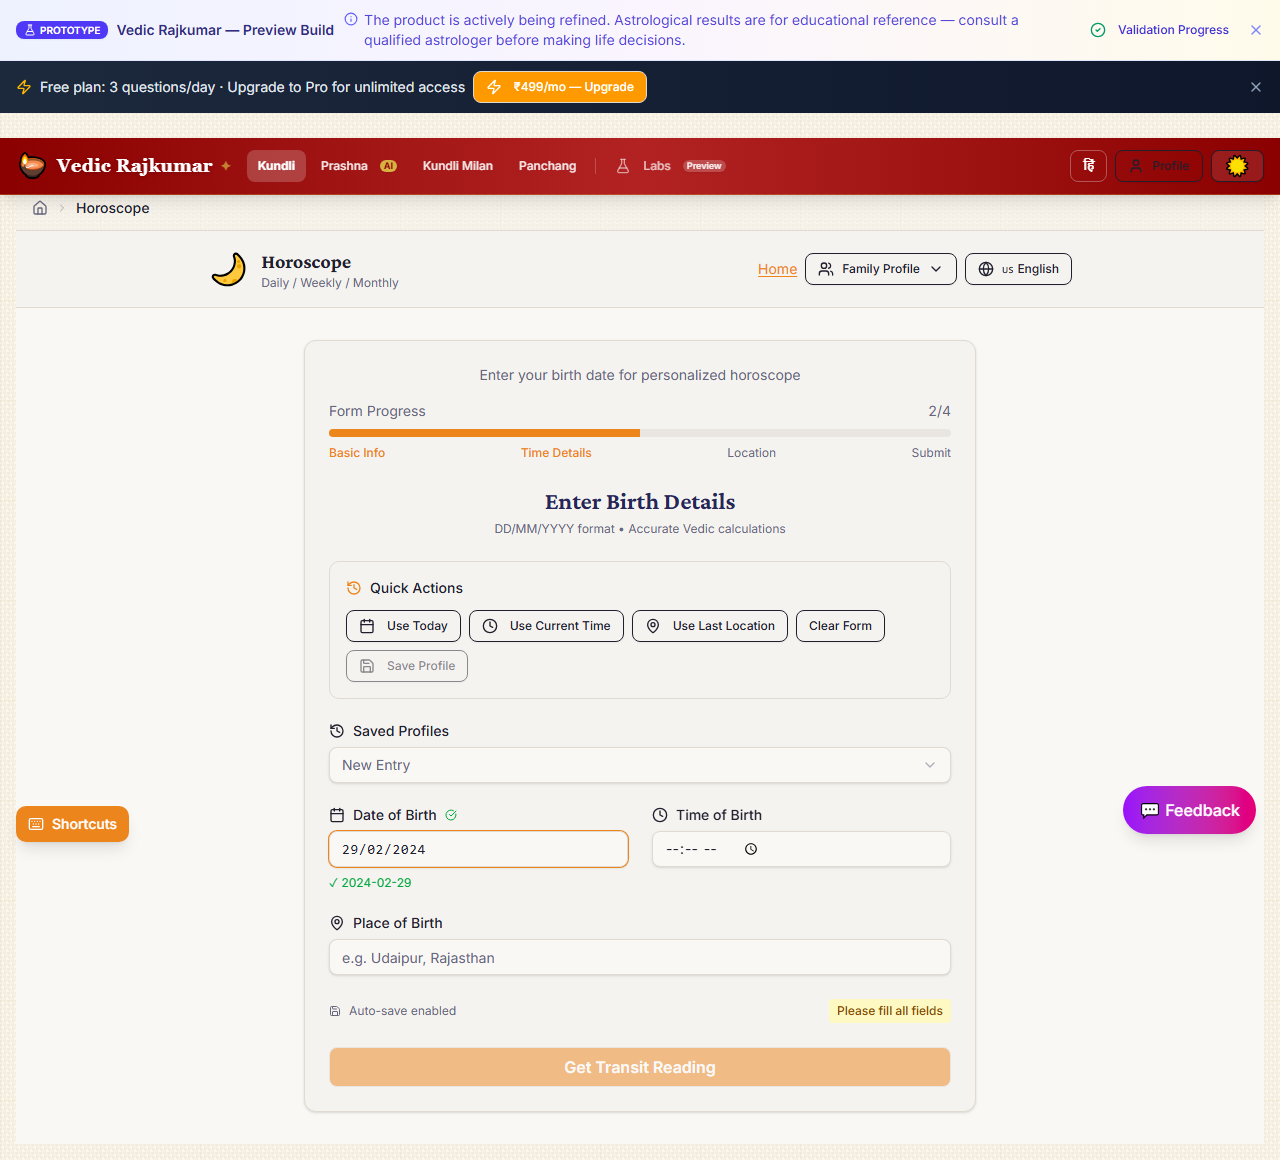 PROTOTYPE
Vedic Rajkumar — Preview Build
The product is actively being refined. Astrological results are for educational reference — consult a
qualified astrologer before making life decisions.
Validation Progress
Free plan: 3 questions/day · Upgrade to Pro for unlimited access
₹499/mo — Upgrade
Vedic Rajkumar
Kundli
Prashna AI
Kundli Milan
Panchang
Labs Preview
हिं
Profile
Horoscope
Horoscope
Daily / Weekly / Monthly
Home
Family Profile
US English
Enter your birth date for personalized horoscope
Form Progress 2/4
Basic Info Time Details Location Submit
Enter Birth Details
DD/MM/YYYY format • Accurate Vedic calculations
Quick Actions
Use Today Use Current Time Use Last Location Clear Form
Save Profile
Saved Profiles
New Entry
Date of Birth Time of Birth
29/02/2024 --:-- --
✓ 2024-02-29
Shortcuts
Feedback
Place of Birth
e.g. Udaipur, Rajasthan
Auto-save enabled Please fill all fields
Get Transit Reading